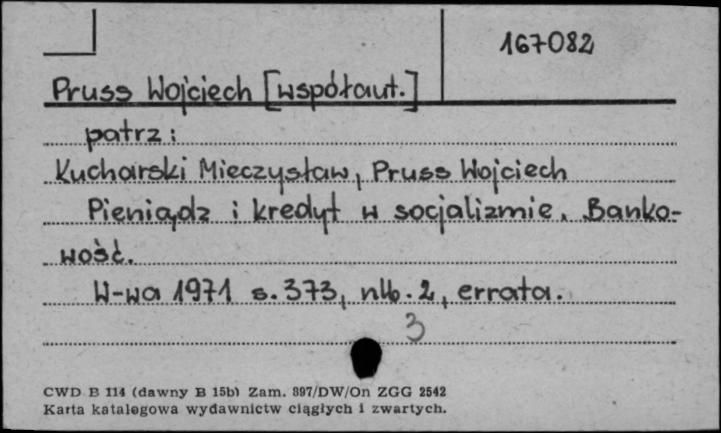 167082
Pruss Wojciech [współaut.]
patrz:
Kucharski Mieczysław, Pruss Wojciech
Pieniądz i kredyt w socjalizmie. Banko-
wość.
W-wa 1971 s. 373, nlb. 2, errata.
3
CWD B 114 (dawny B 15b) Zam. 897/DW/On ZGG 2542
Karta katalogowa wydawnictw ciągłych i zwartych.